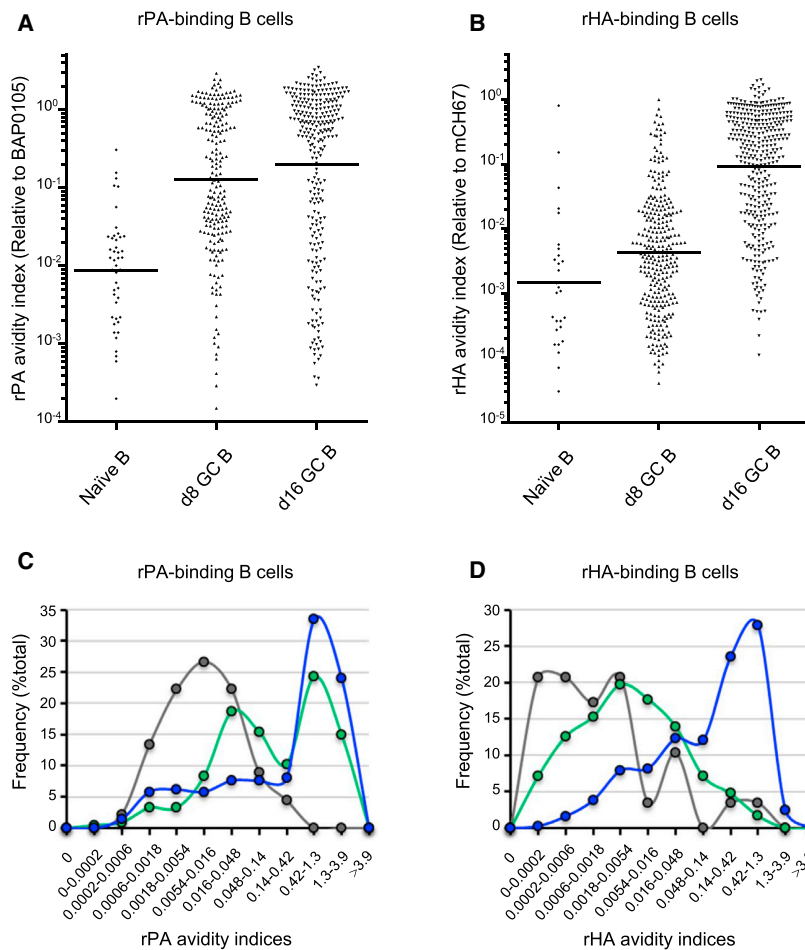 A
rPA-binding B cells
rPA avidity index (Relative to BAP0105)
10⁰
10⁻¹
10⁻²
10⁻³
10⁻⁴
Naïve B
d8 GC B
d16 GC B
B
rHA-binding B cells
rHA avidity index (Relative to mCH67)
10⁰
10⁻¹
10⁻²
10⁻³
10⁻⁴
10⁻⁵
Naïve B
d8 GC B
d16 GC B
C
rPA-binding B cells
Frequency (%total)
35
30
25
20
15
10
5
0
0
0-0.0002
0.0002-0.0006
0.0006-0.0018
0.0018-0.0054
0.0054-0.016
0.016-0.048
0.048-0.14
0.14-0.42
0.42-1.3
1.3-3.9
>3.9
rPA avidity indices
D
rHA-binding B cells
Frequency (%total)
30
25
20
15
10
5
0
0
0-0.0002
0.0002-0.0006
0.0006-0.0018
0.0018-0.0054
0.0054-0.016
0.016-0.048
0.048-0.14
0.14-0.42
0.42-1.3
1.3-3.9
rHA avidity indices